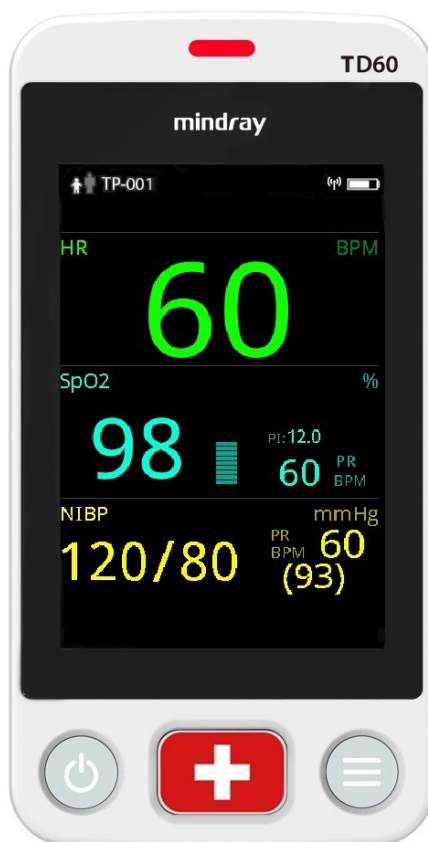 TD60
mindray
TP-001
HR BPM
60
SpO2 %
98
PI:12.0
60 PR BPM
NIBP mmHg
120/80
PR BPM 60
(93)